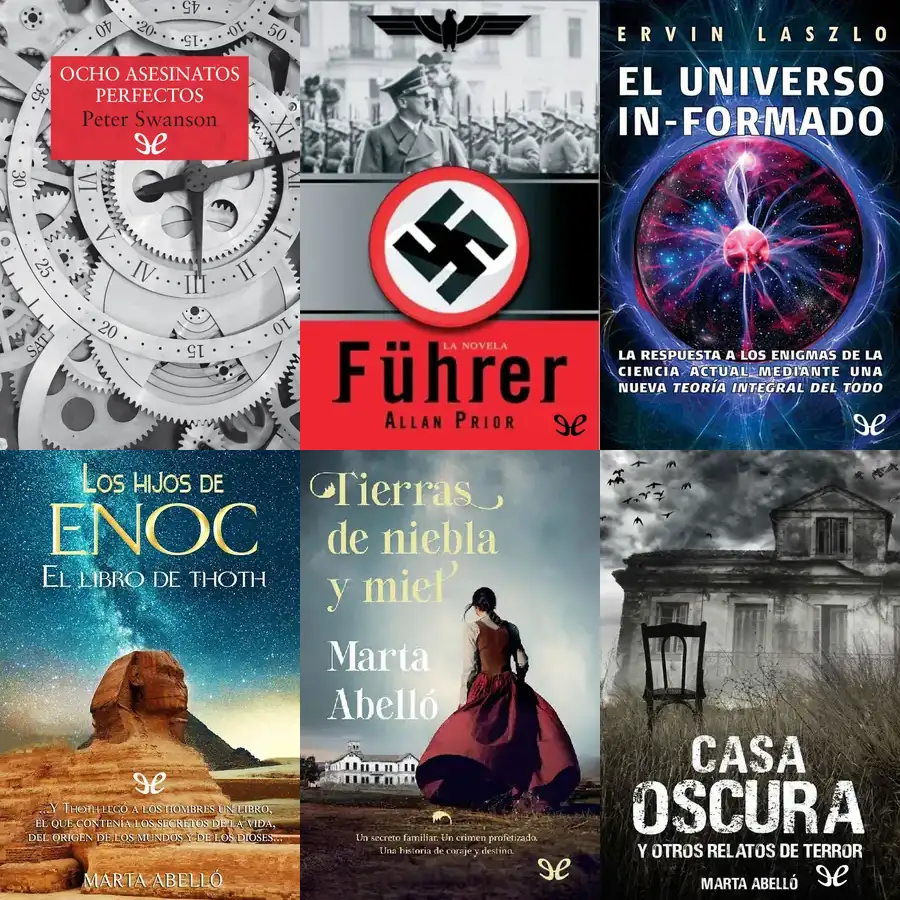 OCHO ASESINATOS
PERFECTOS
Peter Swanson
LA NOVELA
Führer
ALLAN PRIOR
ERVIN LASZLO
EL UNIVERSO
IN-FORMADO
LA RESPUESTA A LOS ENIGMAS DE LA
CIENCIA ACTUAL MEDIANTE UNA
NUEVA TEORÍA INTEGRAL DEL TODO
LOS HIJOS DE
ENOC
EL LIBRO DE THOTH
...Y THOTH LEGÓ A LOS HOMBRES UN LIBRO,
EL QUE CONTENÍA LOS SECRETOS DE LA VIDA,
DEL ORIGEN DE LOS MUNDOS Y DE LOS DIOSES...
MARTA ABELLÓ
Tierras
de niebla
y miel
Marta
Abelló
Un secreto familiar. Un crimen profetizado.
Una historia de coraje y destino.
CASA
OSCURA
Y OTROS RELATOS DE TERROR
MARTA ABELLÓ